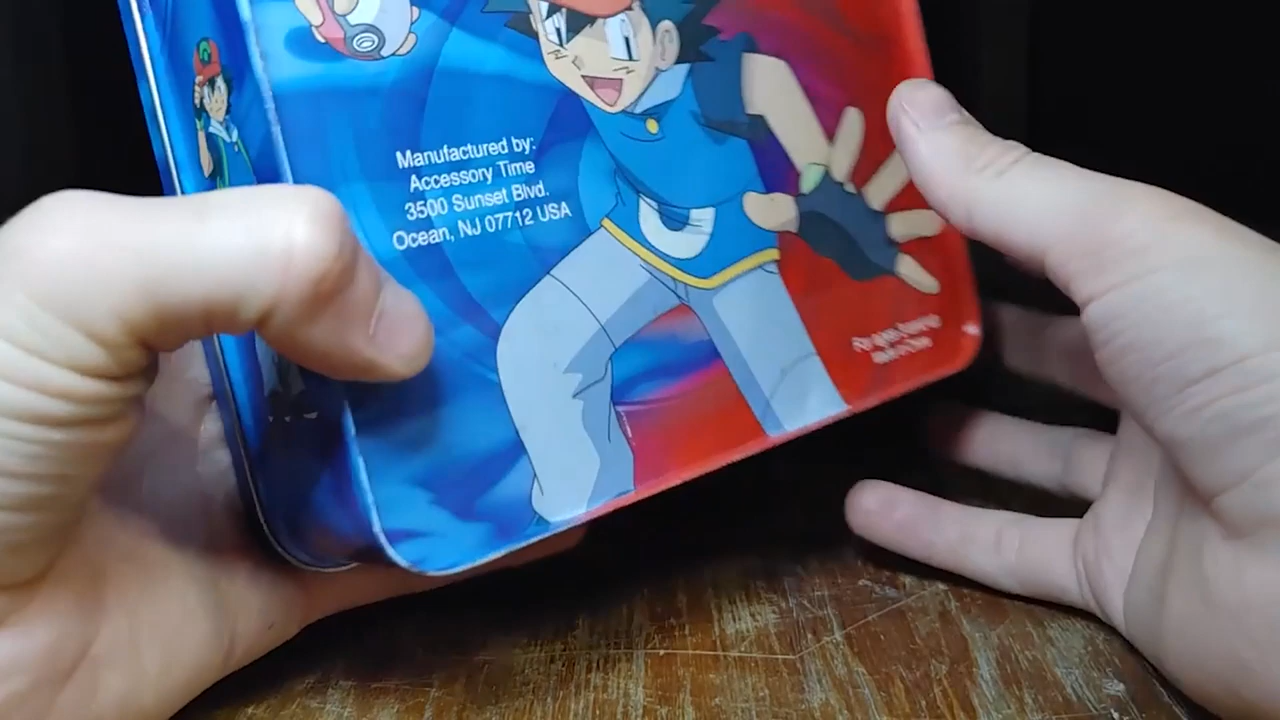 Manufactured by:
Accessory Time
3500 Sunset Blvd.
Ocean, NJ 07712 USA